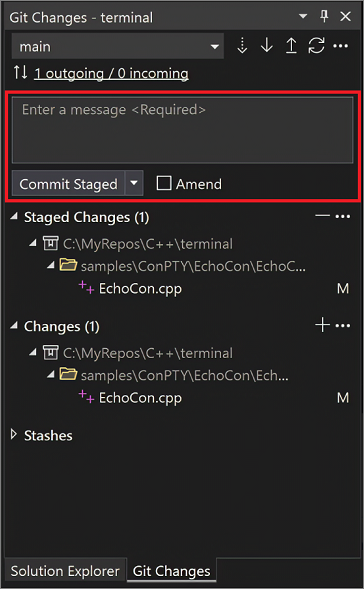 Git Changes - terminal
main
1 outgoing / 0 incoming
Enter a message <Required>
Commit Staged
Amend
Staged Changes (1)
C:\MyRepos\C++\terminal
samples\ConPTY\EchoCon\EchoC...
EchoCon.cpp M
Changes (1)
C:\MyRepos\C++\terminal
samples\ConPTY\EchoCon\Ech...
EchoCon.cpp M
Stashes
Solution Explorer Git Changes